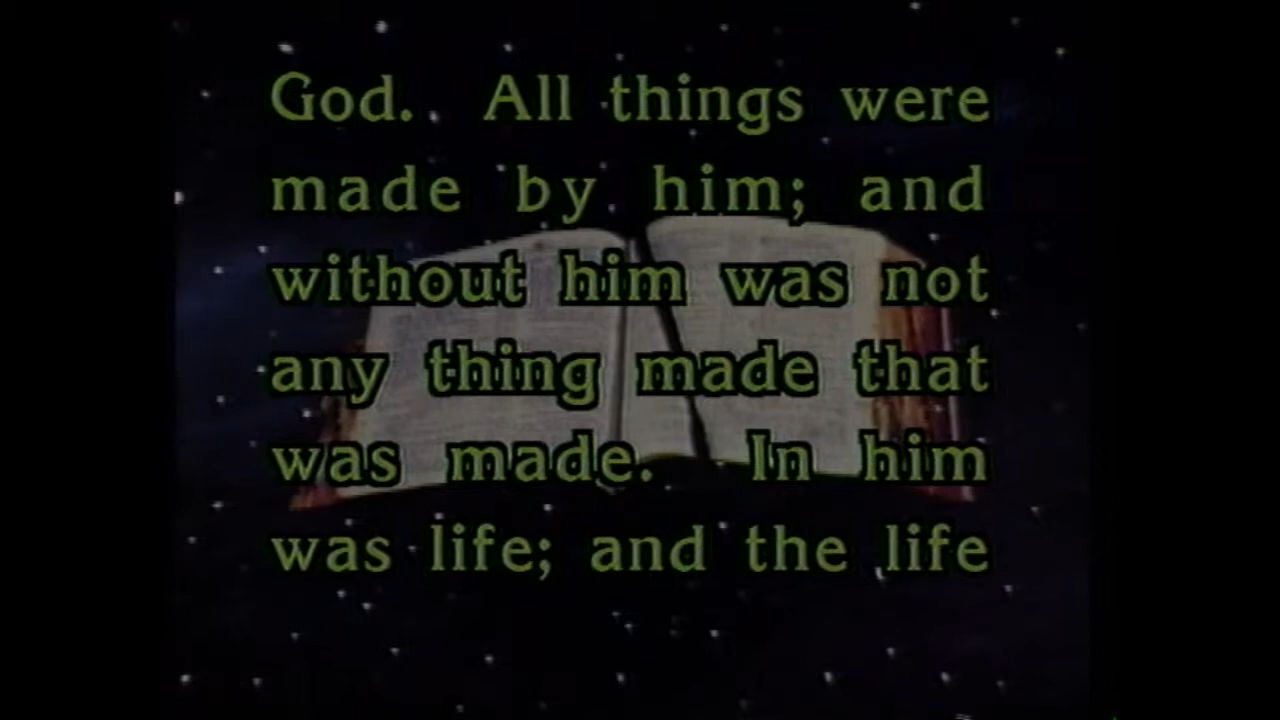 God. All things were
made by him; and
without him was not
any thing made that
was made. In him
was life; and the life